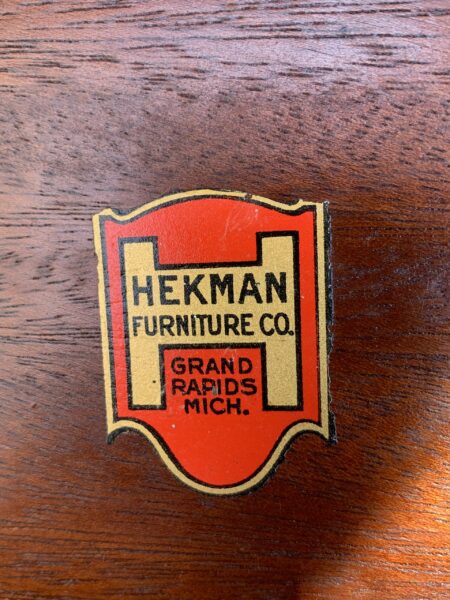 HEKMAN
FURNITURE CO.
GRAND
RAPIDS
MICH.